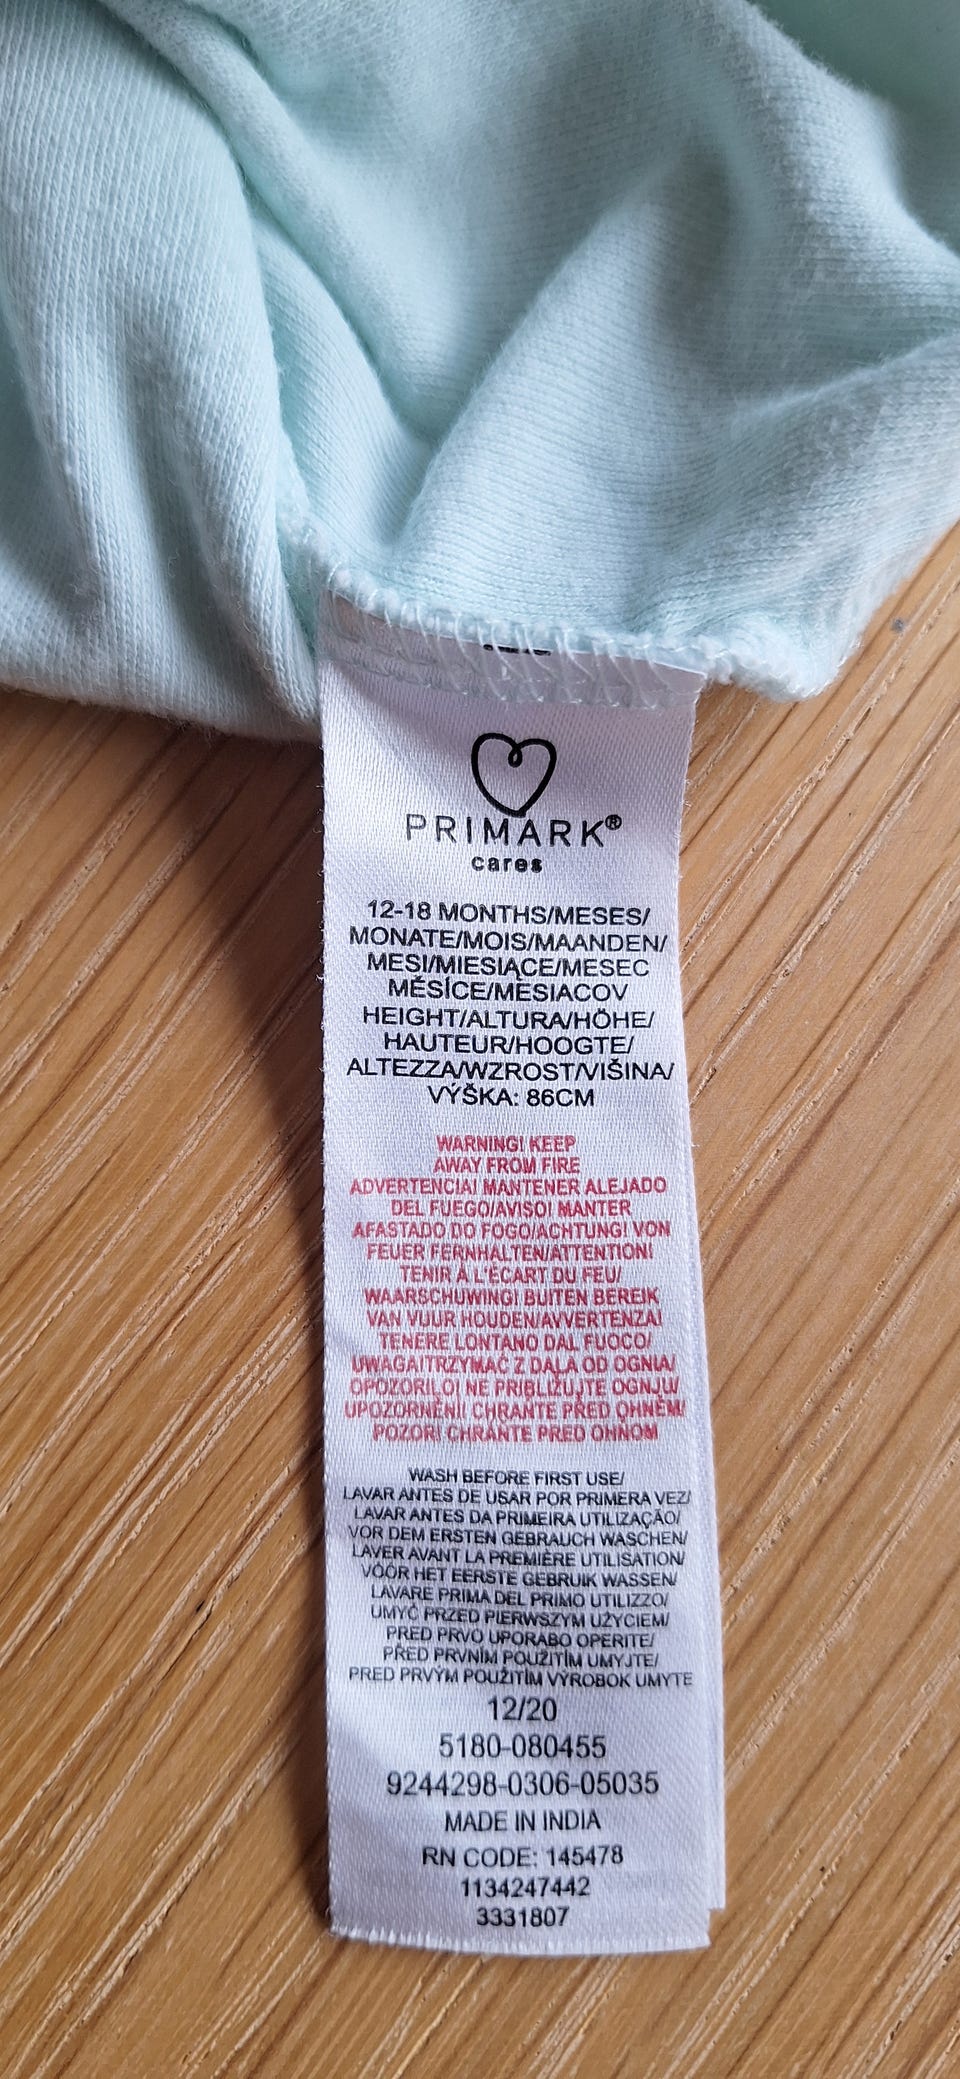 PRIMARK®
cares
12-18 MONTHS/MESES/
MONATE/MOIS/MAANDEN/
MESI/MIESIĄCE/MESEC
MĚSÍCE/MESIACOV
HEIGHT/ALTURA/HÖHE/
HAUTEUR/HOOGTE/
ALTEZZA/WZROST/VIŠINA/
VÝŠKA: 86CM
WARNING! KEEP
AWAY FROM FIRE
ADVERTENCIA! MANTENER ALEJADO
DEL FUEGO/AVISO! MANTER
AFASTADO DO FOGO/ACHTUNG! VON
FEUER FERNHALTEN/ATTENTION!
TENIR À L'ÉCART DU FEU/
WAARSCHUWING! BUITEN BEREIK
VAN VUUR HOUDEN/AVVERTENZA!
TENERE LONTANO DAL FUOCO/
UWAGA!TRZYMAĆ Z DALA OD OGNIA/
OPOZORILO! NE PRIBLIŽUJTE OGNJU/
UPOZORNĚNÍ! CHRANTE PŘED OHNĚM/
POZOR! CHRÁNTE PRED OHNOM
WASH BEFORE FIRST USE/
LAVAR ANTES DE USAR POR PRIMERA VEZ/
LAVAR ANTES DA PRIMEIRA UTILIZAÇÃO/
VOR DEM ERSTEN GEBRAUCH WASCHEN/
LAVER AVANT LA PREMIÈRE UTILISATION/
VÓÓR HET EERSTE GEBRUIK WASSEN/
LAVARE PRIMA DEL PRIMO UTILIZZO/
UMYĆ PRZED PIERWSZYM UŻYCIEM/
PRED PRVO UPORABO OPERITE/
PŘED PRVNÍM POUŽITÍM UMYJTE/
PRED PRVÝM POUŽITÍM VÝROBOK UMYTE
12/20
5180-080455
9244298-0306-05035
MADE IN INDIA
RN CODE: 145478
1134247442
3331807